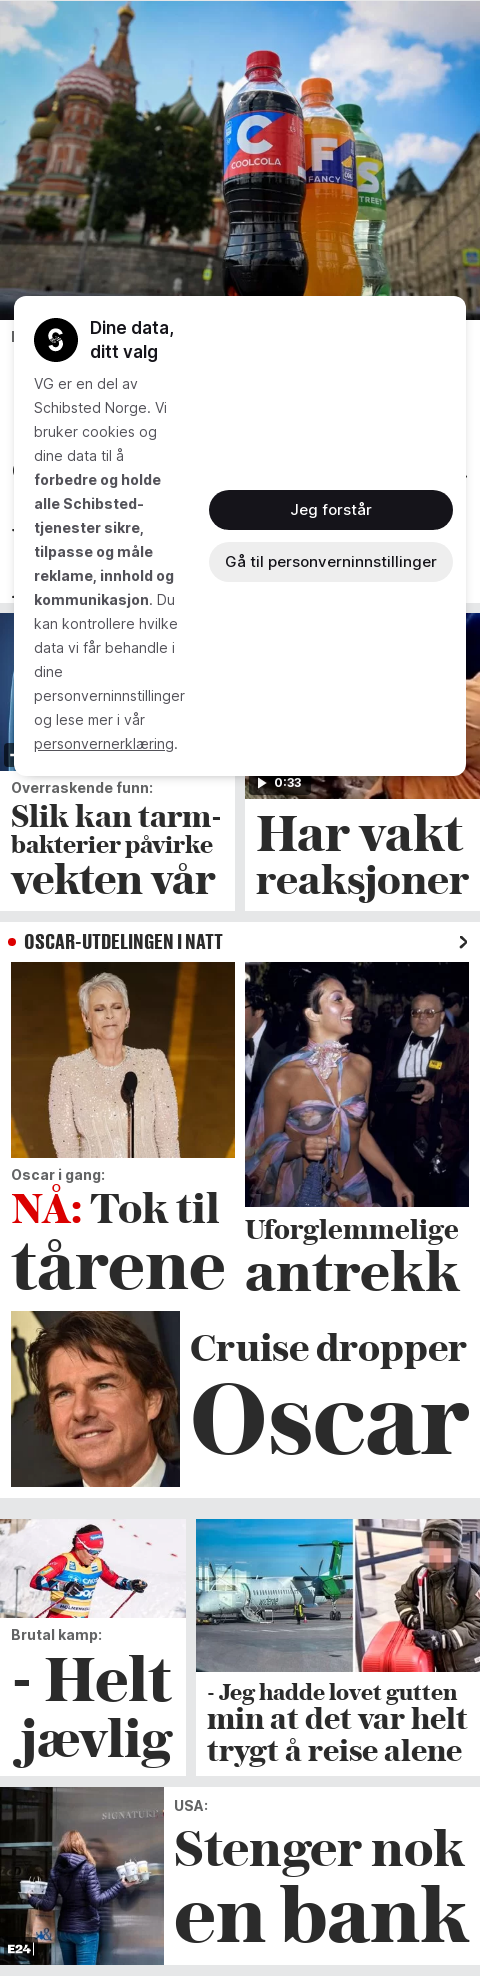 C
COOLCOLA
F
FANCY
S
STREET
Dine data,
ditt valg
VG er en del av
Schibsted Norge. Vi
bruker cookies og
dine data til å
forbedre og holde
alle Schibsted-
tjenester sikre,
tilpasse og måle
reklame, innhold og
kommunikasjon. Du
kan kontrollere hvilke
data vi får behandle i
dine
personverninnstillinger
og lese mer i vår
personvernerklæring.
Jeg forstår
Gå til personverninnstillinger
Overraskende funn:
Slik kan tarm-
bakterier påvirke
vekten vår
0:33
Har vakt
reaksjoner
OSCAR-UTDELINGEN I NATT
Oscar i gang:
NÅ: Tok til
tårene
Uforglemmelige
antrekk
Cruise dropper
Oscar
Brutal kamp:
- Helt
jævlig
- Jeg hadde lovet gutten
min at det var helt
trygt å reise alene
SIGNATURE
E24
USA:
Stenger nok
en bank